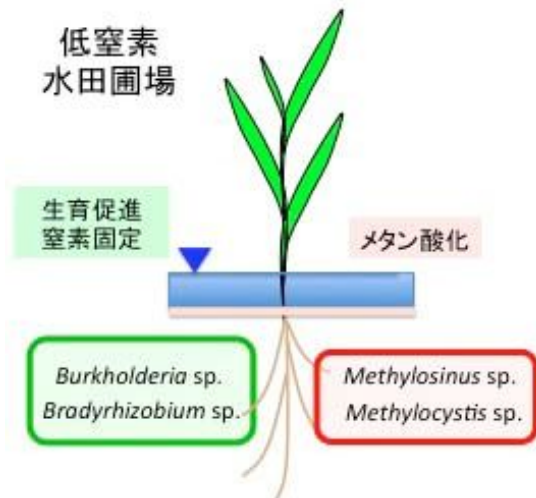 低窒素
水田圃場
生育促進
窒素固定
メタン酸化
Burkholderia sp.
Bradyrhizobium sp.
Methylosinus sp.
Methylocystis sp.